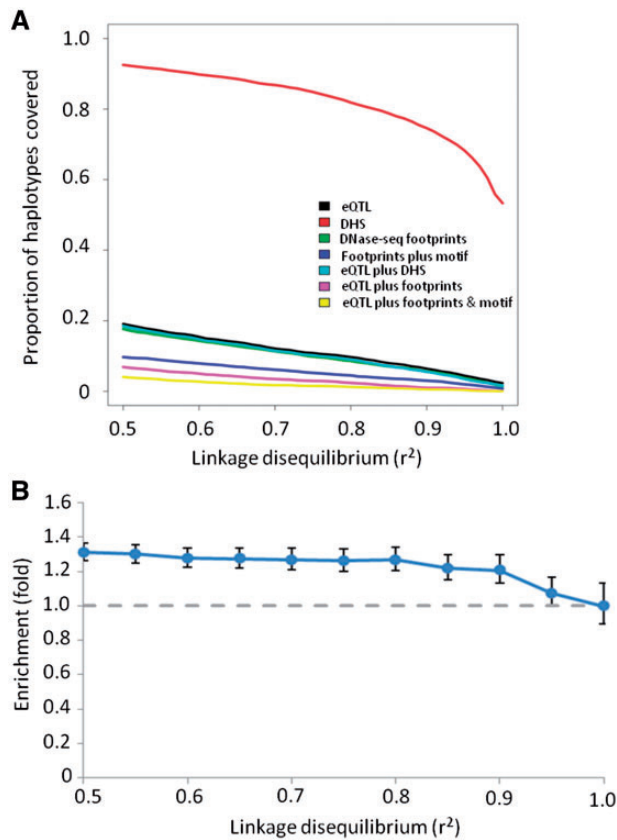 A
Proportion of haplotypes covered
1.0
0.8
0.6
0.4
0.2
0
eQTL
DHS
DNase-seq footprints
Footprints plus motif
eQTL plus DHS
eQTL plus footprints
eQTL plus footprints & motif
0.5 0.6 0.7 0.8 0.9 1.0
Linkage disequilibrium (r²)
B
Enrichment (fold)
1.6
1.4
1.2
1.0
0.8
0.6
0.4
0.2
0
0.5 0.6 0.7 0.8 0.9 1.0
Linkage disequilibrium (r²)